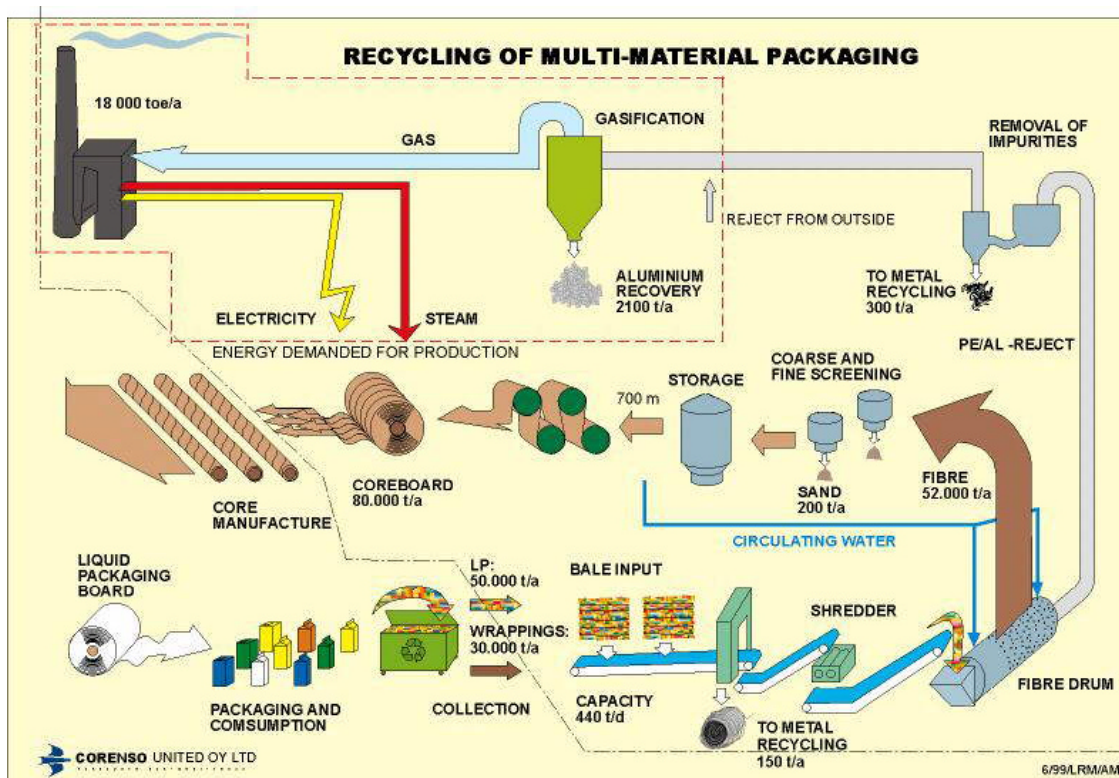 RECYCLING OF MULTI-MATERIAL PACKAGING
18 000 toe/a
GAS
GASIFICATION
REMOVAL OF
IMPURITIES
REJECT FROM OUTSIDE
ALUMINIUM
RECOVERY
2100 t/a
TO METAL
RECYCLING
300 t/a
ELECTRICITY
STEAM
ENERGY DEMANDED FOR PRODUCTION
PE/AL -REJECT
COARSE AND
FINE SCREENING
STORAGE
700 m
FIBRE
52.000 t/a
SAND
200 t/a
COREBOARD
80.000 t/a
CORE
MANUFACTURE
CIRCULATING WATER
LIQUID
PACKAGING
BOARD
LP:
50.000 t/a
BALE INPUT
WRAPPINGS:
30.000 t/a
SHREDDER
PACKAGING AND
COMSUMPTION
COLLECTION
CAPACITY
440 t/d
FIBRE DRUM
TO METAL
RECYCLING
150 t/a
CORENSO UNITED OY LTD
6/99/LRM/AM